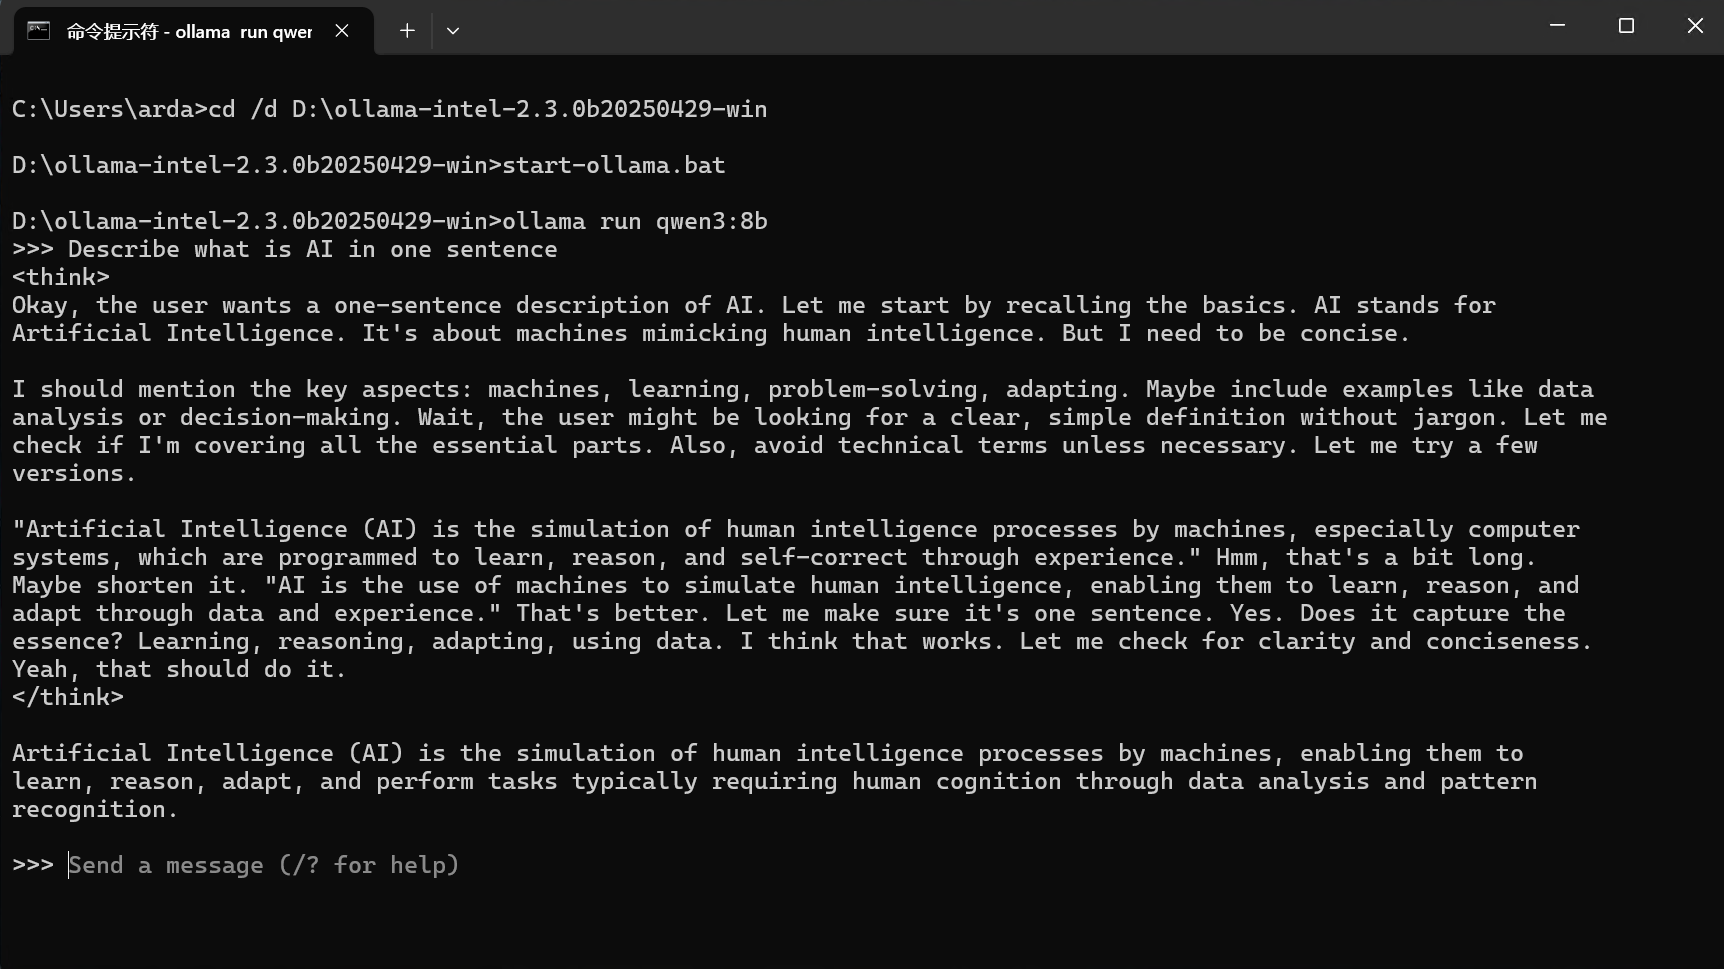 命令提示符 - ollama  run qwer
C:\Users\arda>cd /d D:\ollama-intel-2.3.0b20250429-win
D:\ollama-intel-2.3.0b20250429-win>start-ollama.bat
D:\ollama-intel-2.3.0b20250429-win>ollama run qwen3:8b
>>> Describe what is AI in one sentence
<think>
Okay, the user wants a one-sentence description of AI. Let me start by recalling the basics. AI stands for
Artificial Intelligence. It's about machines mimicking human intelligence. But I need to be concise.
I should mention the key aspects: machines, learning, problem-solving, adapting. Maybe include examples like data
analysis or decision-making. Wait, the user might be looking for a clear, simple definition without jargon. Let me
check if I'm covering all the essential parts. Also, avoid technical terms unless necessary. Let me try a few
versions.
"Artificial Intelligence (AI) is the simulation of human intelligence processes by machines, especially computer
systems, which are programmed to learn, reason, and self-correct through experience." Hmm, that's a bit long.
Maybe shorten it. "AI is the use of machines to simulate human intelligence, enabling them to learn, reason, and
adapt through data and experience." That's better. Let me make sure it's one sentence. Yes. Does it capture the
essence? Learning, reasoning, adapting, using data. I think that works. Let me check for clarity and conciseness.
Yeah, that should do it.
</think>
Artificial Intelligence (AI) is the simulation of human intelligence processes by machines, enabling them to
learn, reason, adapt, and perform tasks typically requiring human cognition through data analysis and pattern
recognition.
>>> Send a message (/? for help)